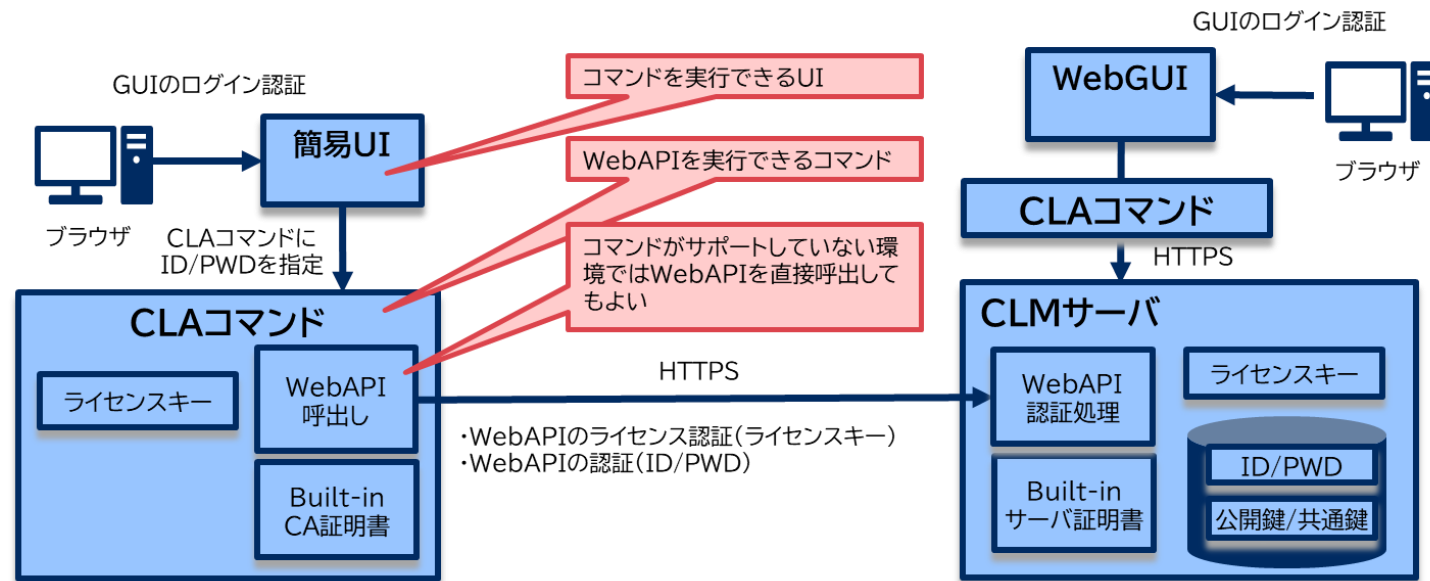 GUIのログイン認証
簡易UI
ブラウザ
CLAコマンドに
ID/PWDを指定
コマンドを実行できるUI
WebAPIを実行できるコマンド
コマンドがサポートしていない環
境ではWebAPIを直接呼出して
もよい
CLAコマンド
ライセンスキー
WebAPI
呼出し
Built-in
CA証明書
HTTPS
・WebAPIのライセンス認証(ライセンスキー)
・WebAPIの認証(ID/PWD)
GUIのログイン認証
WebGUI
ブラウザ
CLAコマンド
HTTPS
CLMサーバ
WebAPI
認証処理
ライセンスキー
Built-in
サーバ証明書
ID/PWD
公開鍵/共通鍵